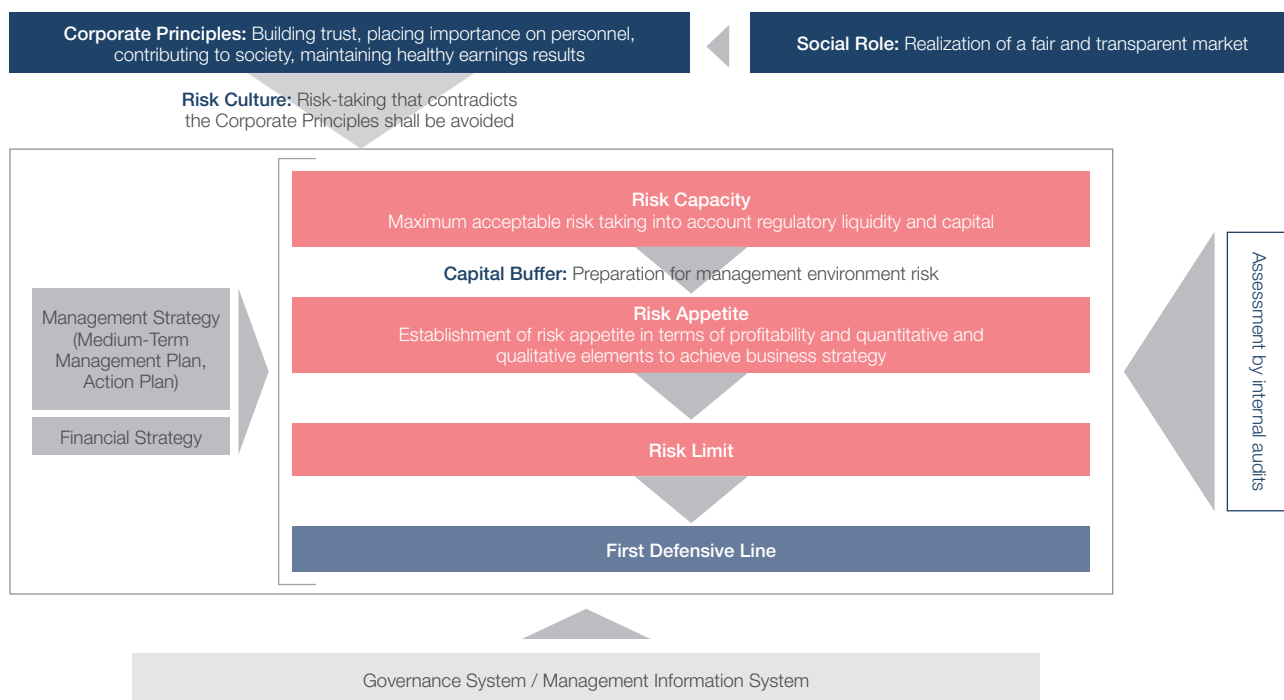 Corporate Principles: Building trust, placing importance on personnel,
contributing to society, maintaining healthy earnings results
Social Role: Realization of a fair and transparent market
Risk Culture: Risk-taking that contradicts
the Corporate Principles shall be avoided
Risk Capacity
Maximum acceptable risk taking into account regulatory liquidity and capital
Capital Buffer: Preparation for management environment risk
Risk Appetite
Establishment of risk appetite in terms of profitability and quantitative and
qualitative elements to achieve business strategy
Management Strategy
(Medium-Term
Management Plan,
Action Plan)
Financial Strategy
Risk Limit
First Defensive Line
Assessment by internal audits
Governance System / Management Information System